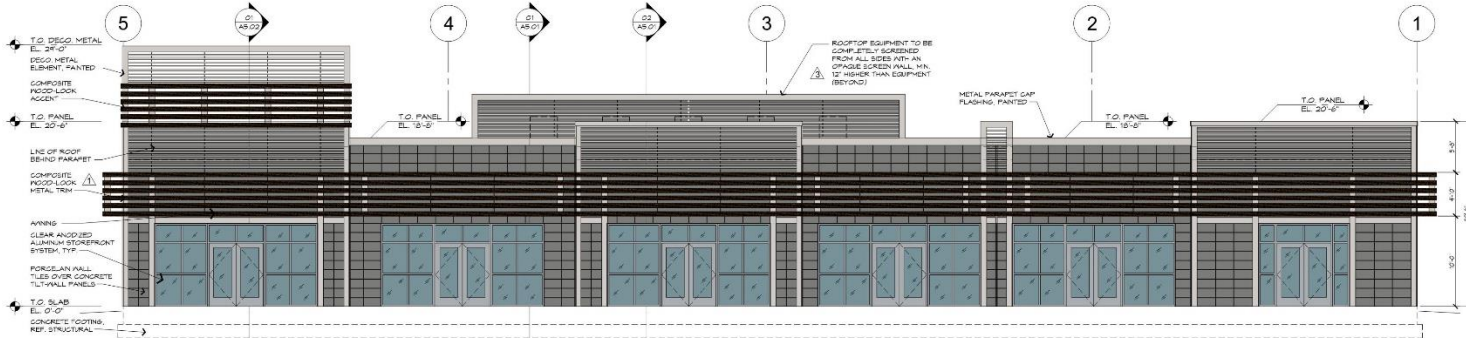 5
01
A5.02
4
01
A5.01
02
A5.01
3
2
1
T.O. DECO. METAL
EL. 29'-0"
DECO. METAL
ELEMENT, PAINTED
COMPOSITE
WOOD-LOOK
ACCENT
T.O. PANEL
EL. 20'-6"
LINE OF ROOF
BEHIND PARAPET
COMPOSITE
WOOD-LOOK
METAL TRIM
1
AWNING
CLEAR ANODIZED
ALUMINUM STOREFRONT
SYSTEM, TYP.
PORCELAIN WALL
TILES OVER CONCRETE
TILT-WALL PANELS
T.O. SLAB
EL. 0'-0"
CONCRETE FOOTING,
REF. STRUCTURAL
T.O. PANEL
EL. 18'-8"
ROOFTOP EQUIPMENT TO BE
COMPLETELY SCREENED
FROM ALL SIDES WITH AN
OPAQUE SCREEN WALL, MIN.
12" HIGHER THAN EQUIPMENT
(BEYOND)
3
METAL PARAPET CAP
FLASHING, PAINTED
T.O. PANEL
EL. 18'-8"
T.O. PANEL
EL. 20'-6"
4'-0"
10'-0"